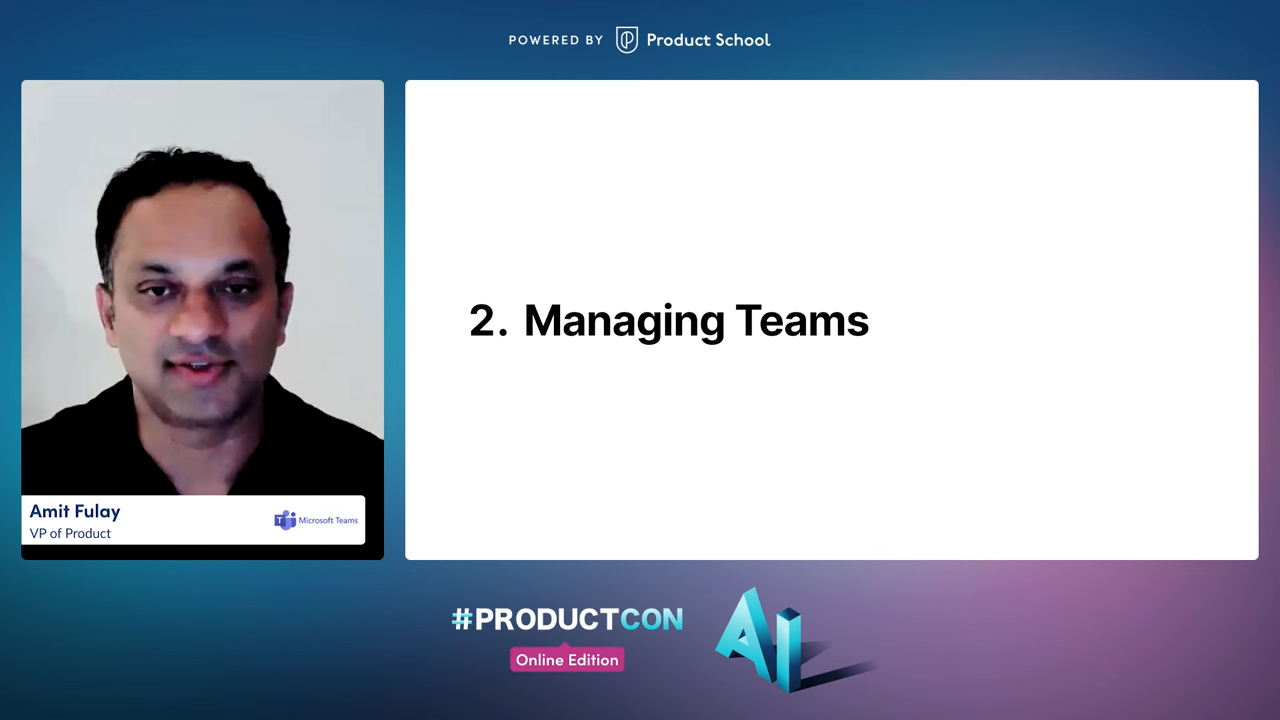 POWERED BY Product School
2. Managing Teams
Amit Fulay
VP of Product
Microsoft Teams
#PRODUCTCON
Online Edition
AI